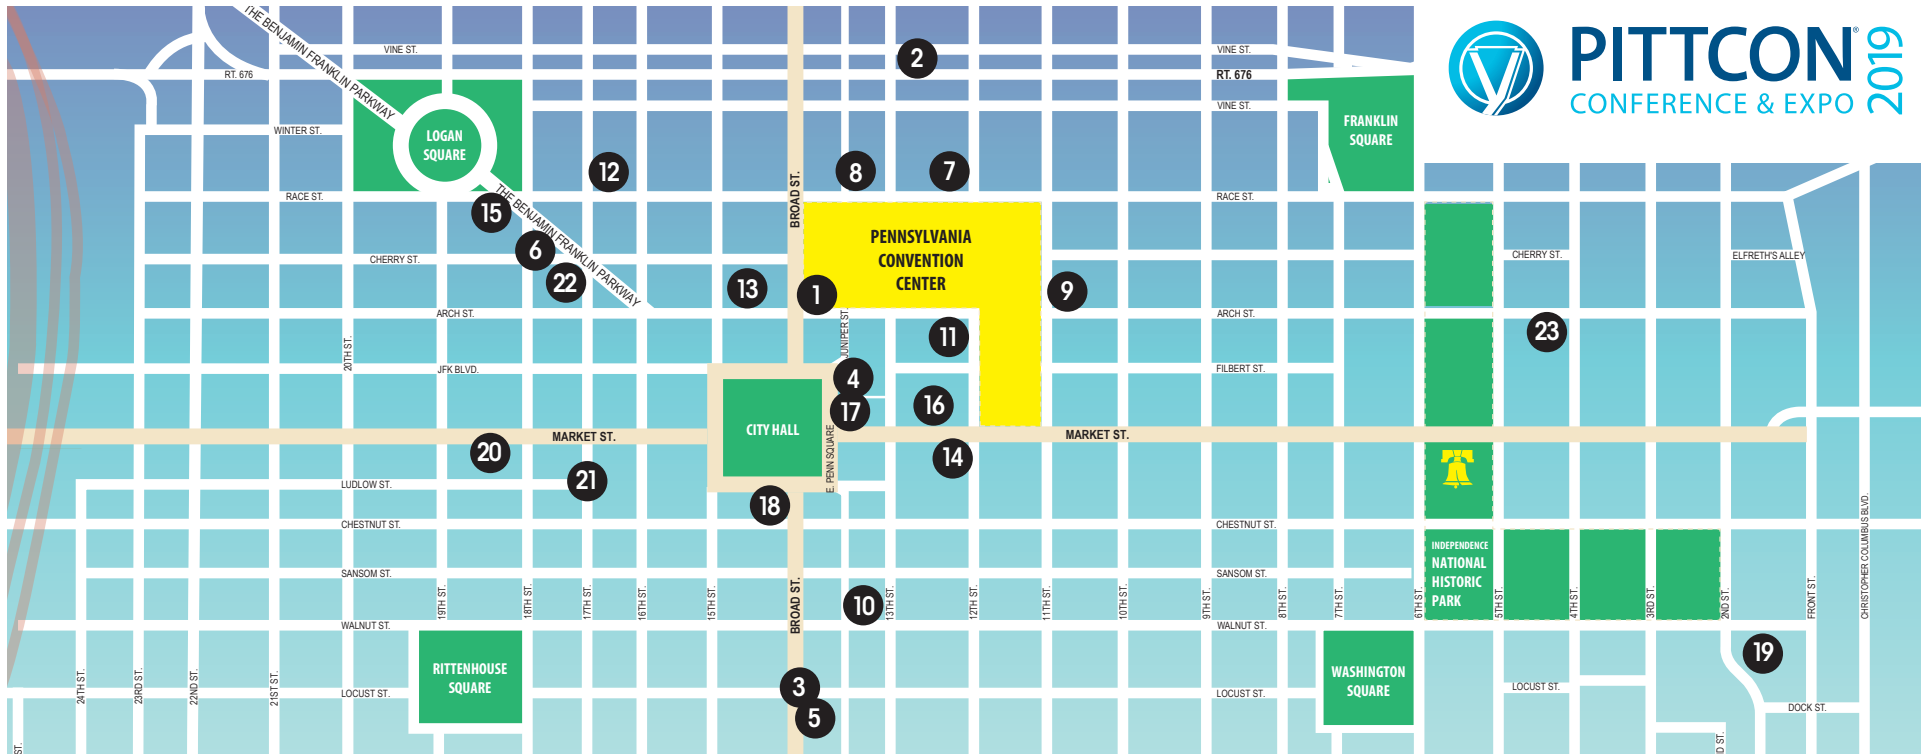 PITTCON®
CONFERENCE & EXPO
2019
THE BENJAMIN FRANKLIN PARKWAY
VINE ST.
2
VINE ST.
RT. 676
RT. 676
VINE ST.
FRANKLIN
SQUARE
WINTER ST.
LOGAN
SQUARE
12
8
7
BROAD ST.
RACE ST.
RACE ST.
15
THE BENJAMIN FRANKLIN PARKWAY
6
CHERRY ST.
22
PENNSYLVANIA
CONVENTION
CENTER
CHERRY ST.
ELFRETH'S ALLEY
13
1
9
ARCH ST.
ARCH ST.
JUNIPER ST.
11
23
20TH ST.
JFK BLVD.
FILBERT ST.
4
17
16
CITY HALL
E. PENN SQUARE
MARKET ST.
MARKET ST.
20
14
21
LUDLOW ST.
18
CHESTNUT ST.
CHESTNUT ST.
CHRISTOPHER COLUMBUS BLVD.
INDEPENDENCE
NATIONAL
HISTORIC
PARK
SANSOM ST.
SANSOM ST.
19TH ST.
18TH ST.
17TH ST.
16TH ST.
15TH ST.
BROAD ST.
10
13TH ST.
12TH ST.
11TH ST.
10TH ST.
9TH ST.
8TH ST.
7TH ST.
6TH ST.
5TH ST.
4TH ST.
3RD ST.
2ND ST.
FRONT ST.
WALNUT ST.
WALNUT ST.
RITTENHOUSE
SQUARE
WASHINGTON
SQUARE
19
24TH ST.
23RD ST.
22ND ST.
21ST ST.
LOCUST ST.
3
LOCUST ST.
LOCUST ST.
5
DOCK ST.
ST.
D ST.